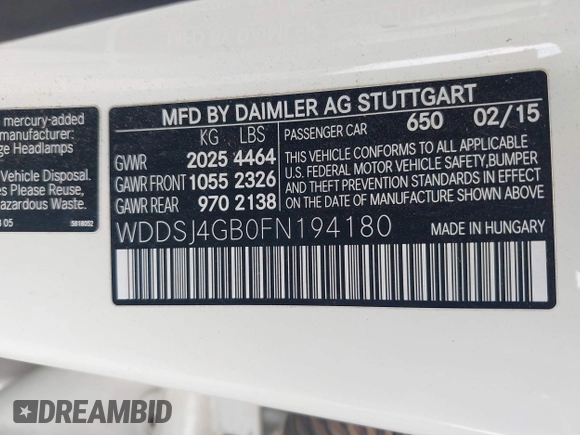 mercury-added
manufacturer:
ge Headlamps
Vehicle Disposal.
s Please Reuse,
azardous Waste.
05
5818052
MFD BY DAIMLER AG STUTTGART
KG LBS
GVWR 2025 4464
GAWR FRONT 1055 2326
GAWR REAR 970 2138
PASSENGER CAR 650 02/15
THIS VEHICLE CONFORMS TO ALL APPLICABLE
U.S. FEDERAL MOTOR VEHICLE SAFETY, BUMPER
AND THEFT PREVENTION STANDARDS IN EFFECT
ON THE DATE OF MANUFACTURE SHOWN ABOVE.
WDDSJ4GB0FN194180 MADE IN HUNGARY
DREAMBID